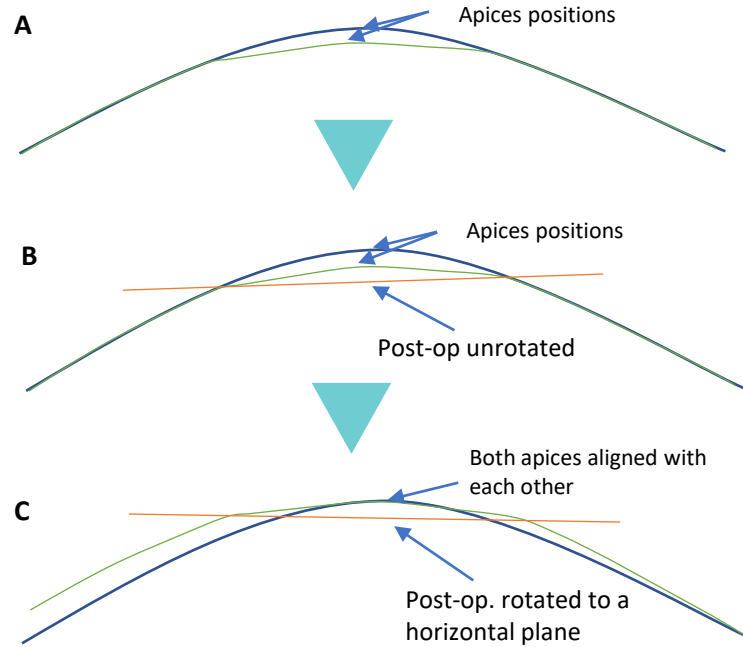 A
Apices positions
B
Apices positions
Post-op unrotated
C
Both apices aligned with
each other
Post-op. rotated to a
horizontal plane